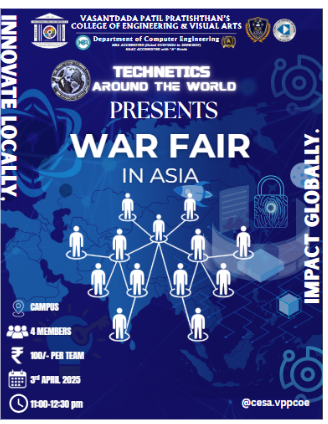 VASANTDADA PATIL PRATISHTHAN'S
COLLEGE OF ENGINEERING & VISUAL ARTS
Department of Computer Engineering
TECHNETICS
AROUND THE WORLD
PRESENTS
WAR FAIR
IN ASIA
INNOVATE LOCALLY.
IMPACT GLOBALLY.
CAMPUS
4 MEMBERS
₹ 100/- PER TEAM
3rd APRIL 2025
11:00-12:30 pm
@cesa.vppcoe